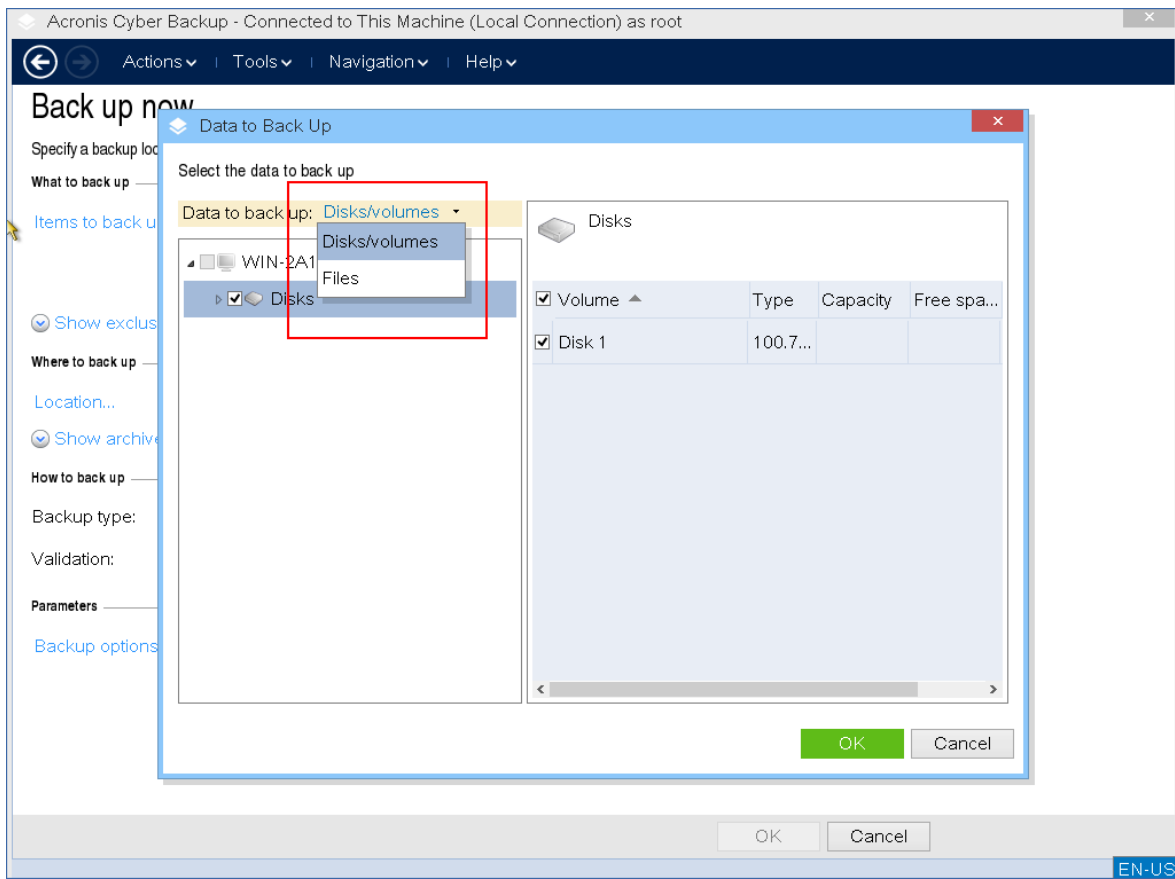 Acronis Cyber Backup - Connected to This Machine (Local Connection) as root
Actions Tools Navigation Help
Back up now
Specify a backup loc
What to back up
Items to back u
Show exclus
Where to back up
Location...
Show archive
How to back up
Backup type:
Validation:
Parameters
Backup options
Data to Back Up
Select the data to back up
Data to back up: Disks/volumes
Disks/volumes
Files
WIN-2A1
Disks
Disks
Volume Type Capacity Free spa...
Disk 1 100.7...
OK Cancel
OK Cancel
EN-US